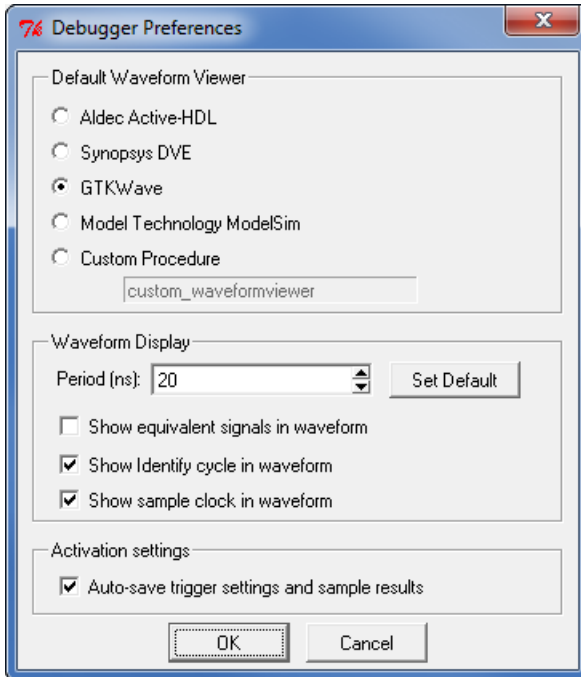 Debugger Preferences
Default Waveform Viewer
Aldec Active-HDL
Synopsys DVE
GTKWave
Model Technology ModelSim
Custom Procedure
custom_waveformviewer
Waveform Display
Period (ns): 20 Set Default
Show equivalent signals in waveform
Show Identify cycle in waveform
Show sample clock in waveform
Activation settings
Auto-save trigger settings and sample results
OK Cancel